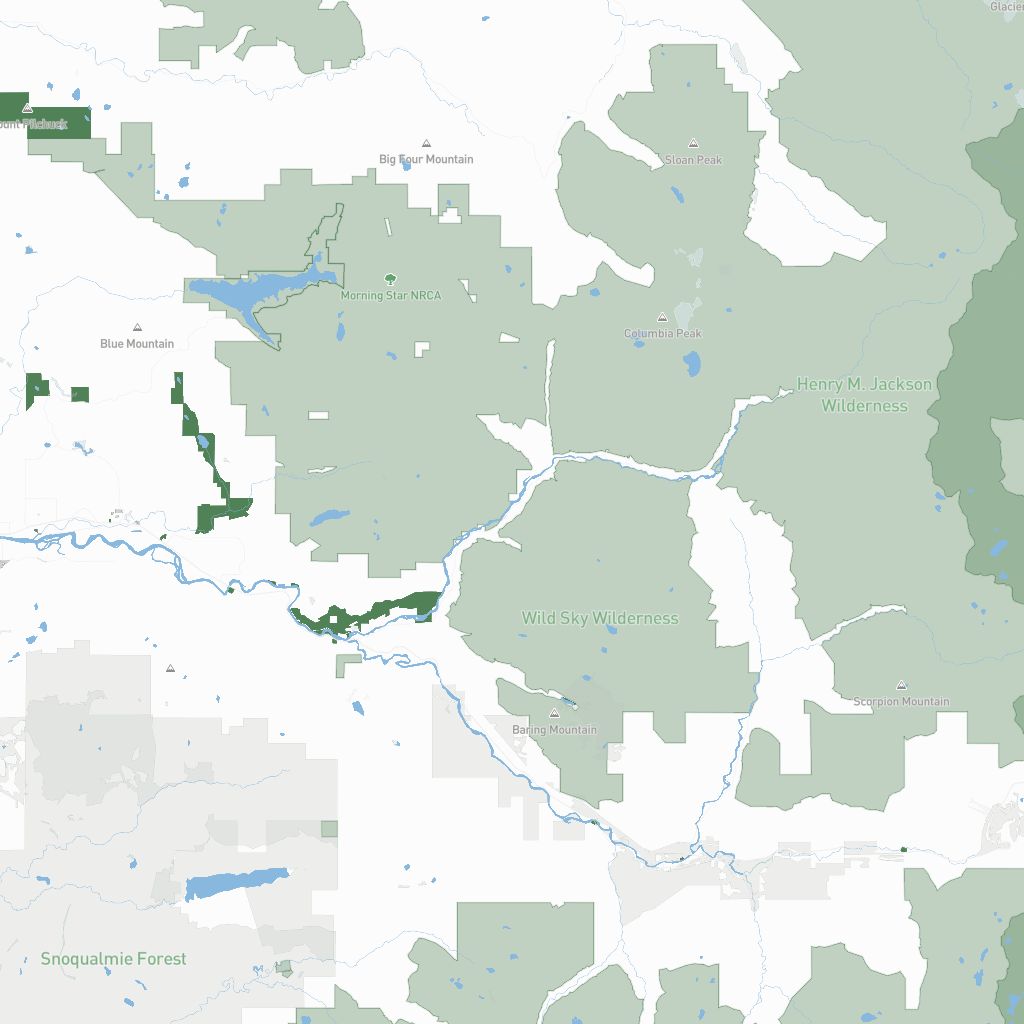 Glacier
ount Pilchuck
Big Four Mountain
Sloan Peak
Morning Star NRCA
Columbia Peak
Blue Mountain
Henry M. Jackson
Wilderness
Wild Sky Wilderness
Scorpion Mountain
Baring Mountain
Snoqualmie Forest